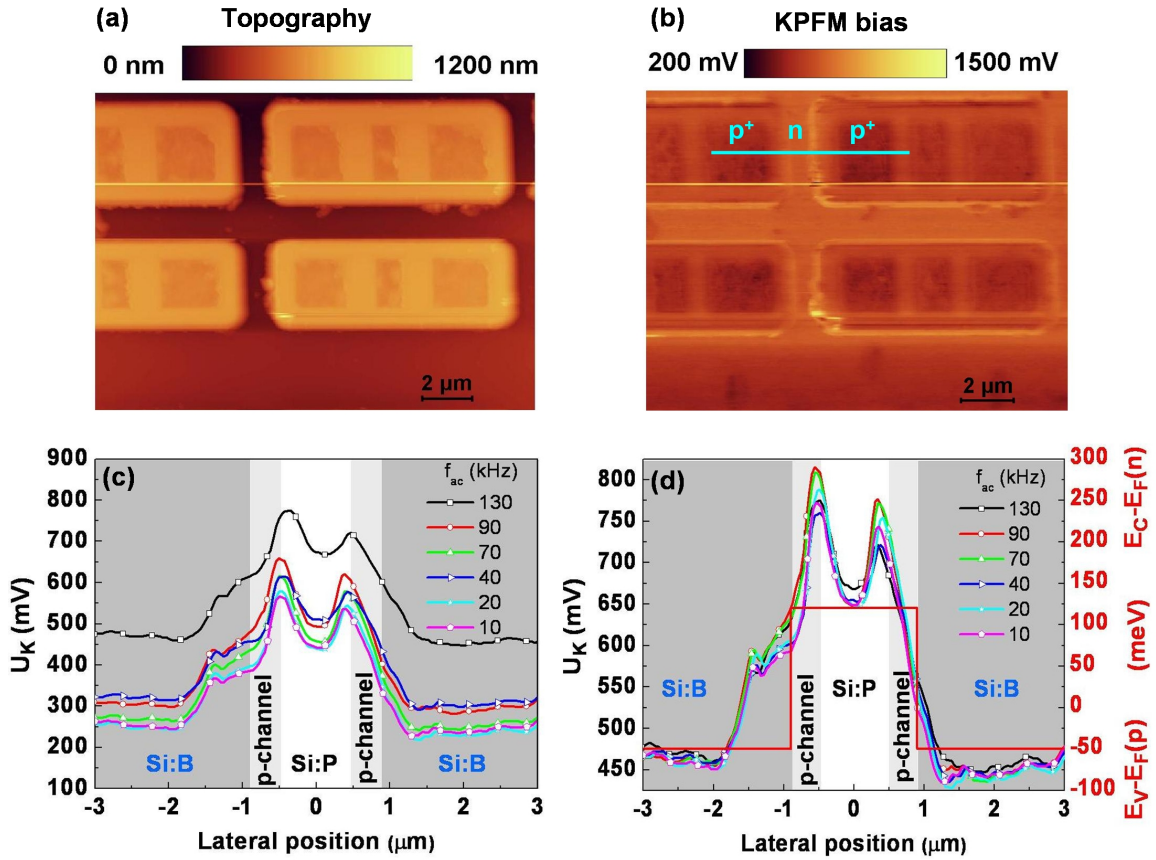 (a) Topography
0 nm 1200 nm
2 µm
(b) KPFM bias
200 mV 1500 mV
p+ n p+
2 µm
(c)
U_K (mV)
900
800
700
600
500
400
300
200
100
f_ac (kHz)
130
90
70
40
20
10
Si:B p-channel Si:P p-channel Si:B
-3 -2 -1 0 1 2 3
Lateral position (µm)
(d)
U_K (mV)
800
750
700
650
600
550
500
450
f_ac (kHz)
130
90
70
40
20
10
Si:B p-channel Si:P p-channel Si:B
-3 -2 -1 0 1 2 3
Lateral position (µm)
300
250
200
150
100
50
0
-50
-100
E_V-E_F(p) (meV) E_C-E_F(n)